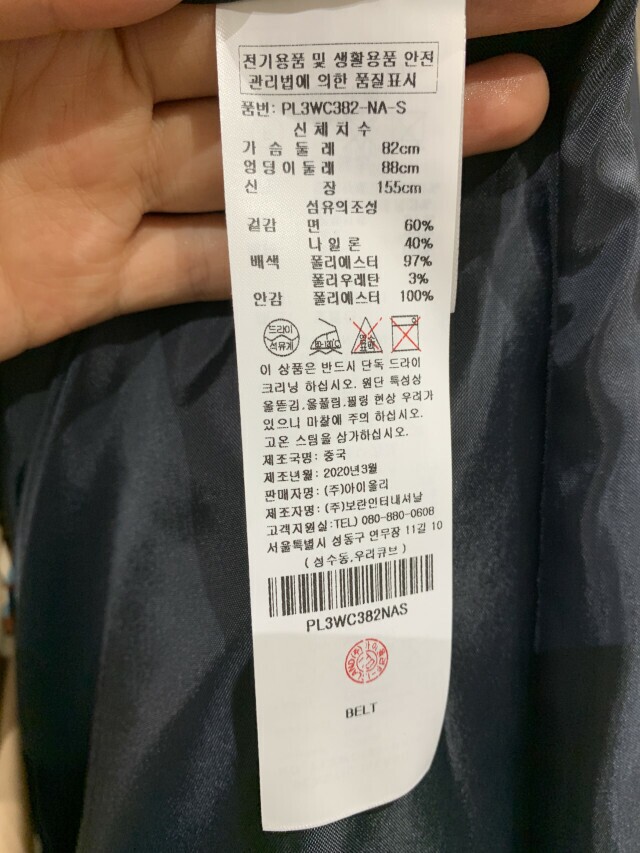 전기용품 및 생활용품 안전
관리법에 의한 품질표시
품번: PL3WC382-NA-S
신 체 치 수
가 슴 둘 레 82cm
엉덩이 둘레 88cm
신 장 155cm
섬유의조성
겉감 면 60%
나 일 론 40%
배색 폴리에스터 97%
폴리우레탄 3%
안감 폴리에스터 100%
드라이
석유계
이 상품은 반드시 단독 드라이
크리닝 하십시오. 원단 특성상
올뜯김,올풀림,필링 현상 우려가
있으니 마찰에 주의 하십시오.
고온 스팀을 삼가하십시오.
제조국명: 중국
제조년월: 2020년3월
판매자명: (주)아이올리
제조자명: (주)보란인터내셔날
고객지원실:TEL) 080-880-0608
서울특별시 성동구 연무장 11길 10
( 성수동,우리큐브 )
PL3WC382NAS
BELT